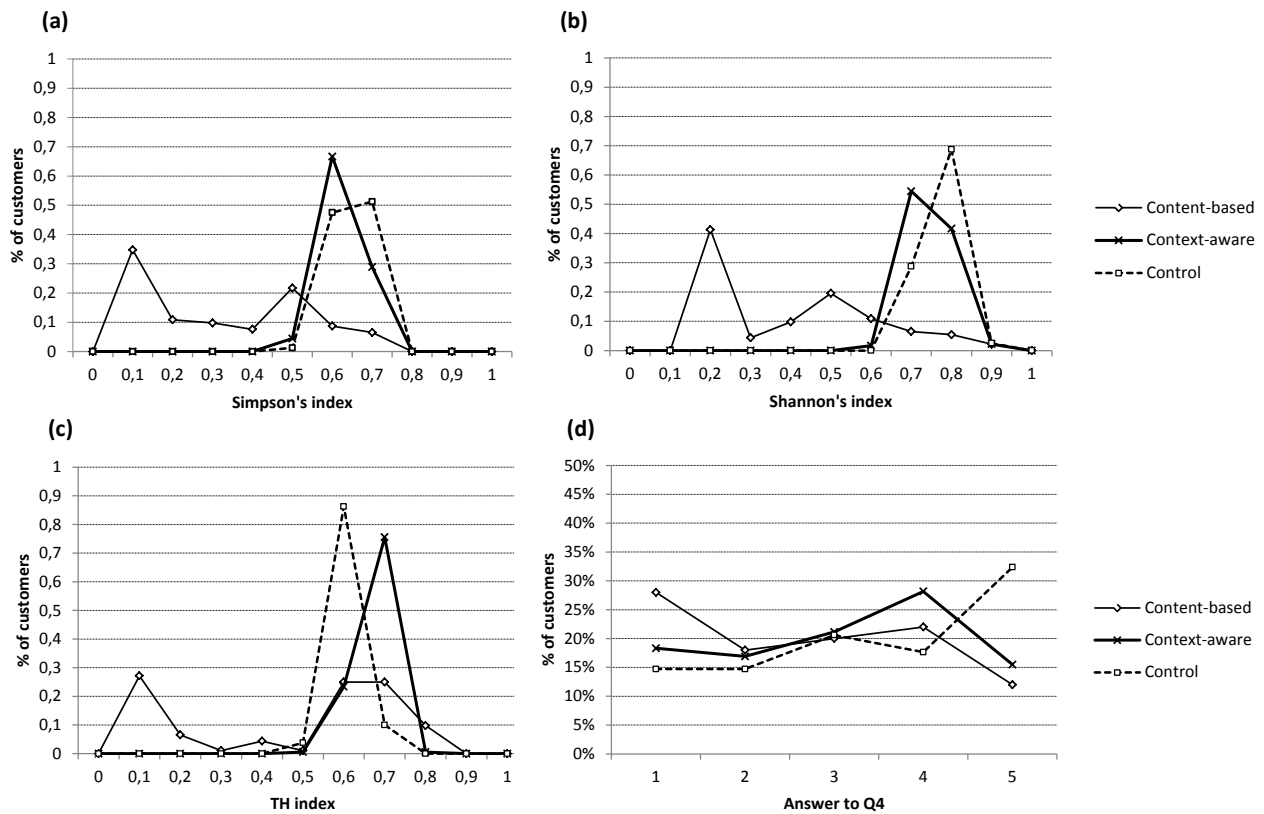 (a)
1
0,9
0,8
0,7
0,6
0,5
0,4
0,3
0,2
0,1
0
% of customers
0 0,1 0,2 0,3 0,4 0,5 0,6 0,7 0,8 0,9 1
Simpson's index
(b)
1
0,9
0,8
0,7
0,6
0,5
0,4
0,3
0,2
0,1
0
% of customers
0 0,1 0,2 0,3 0,4 0,5 0,6 0,7 0,8 0,9 1
Shannon's index
Content-based
Context-aware
Control
(c)
1
0,9
0,8
0,7
0,6
0,5
0,4
0,3
0,2
0,1
0
% of customers
0 0,1 0,2 0,3 0,4 0,5 0,6 0,7 0,8 0,9 1
TH index
(d)
50%
45%
40%
35%
30%
25%
20%
15%
10%
5%
0%
% of customers
1 2 3 4 5
Answer to Q4
Content-based
Context-aware
Control